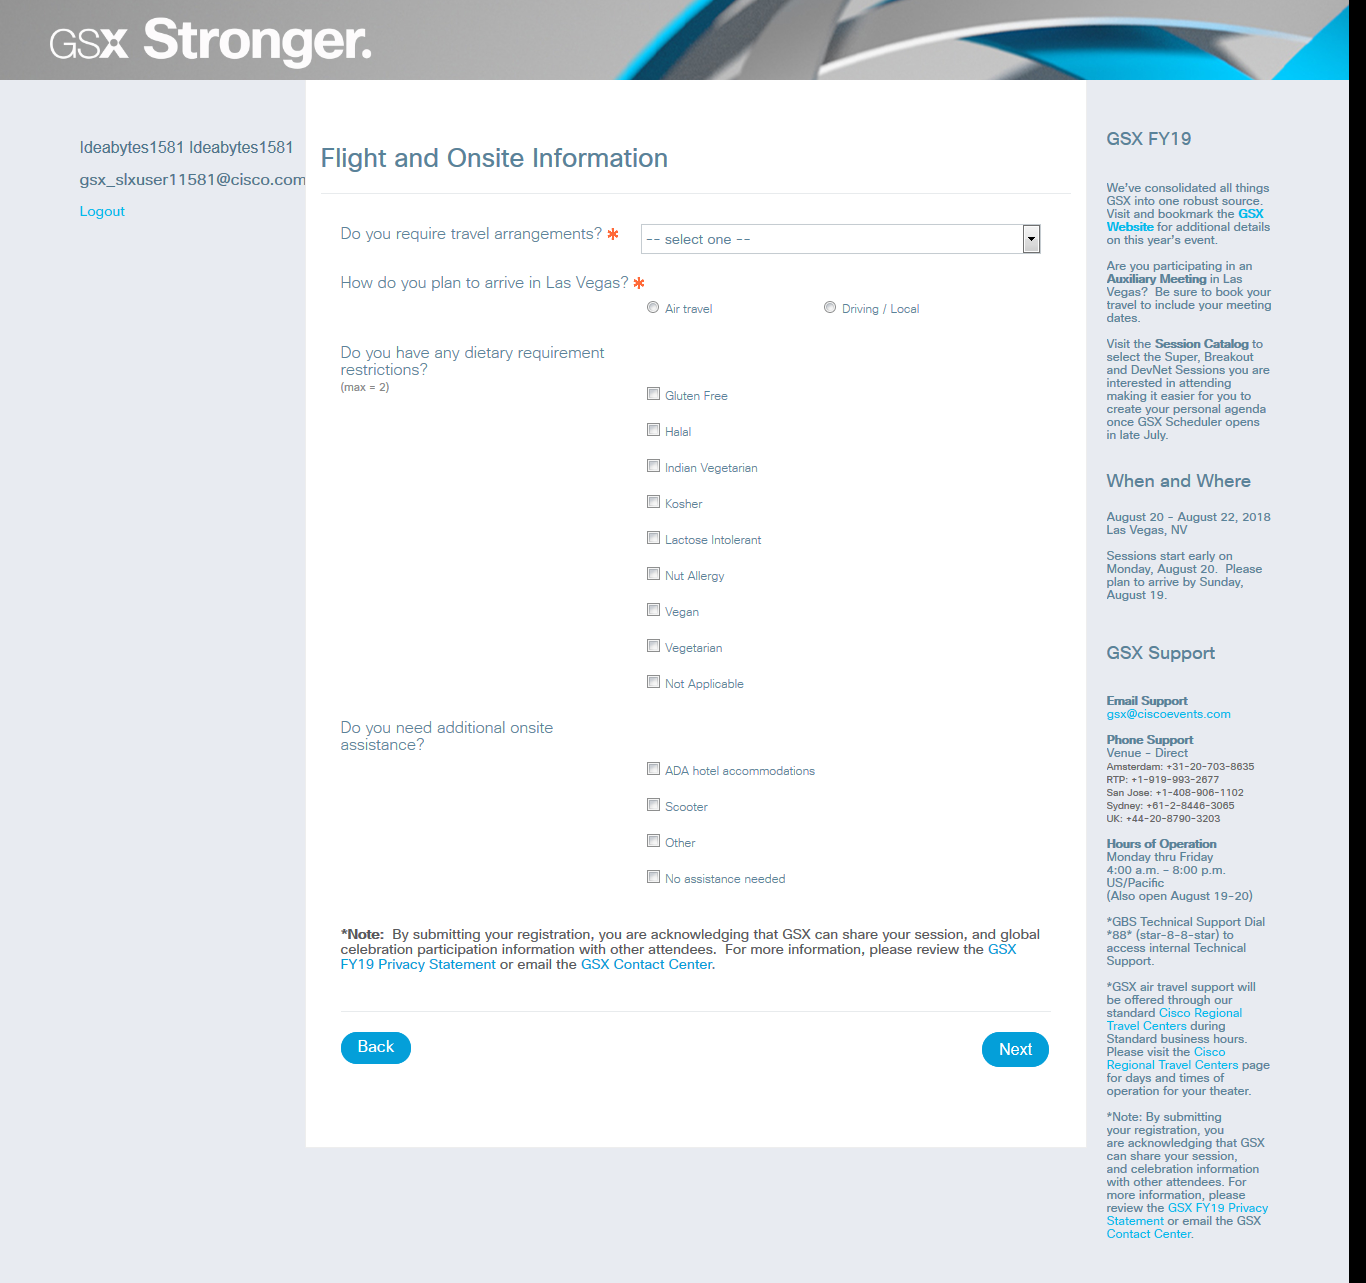 GSX Stronger.
Ideabytes1581 Ideabytes1581
gsx_slxuser11581@cisco.com
Logout
Flight and Onsite Information
Do you require travel arrangements? *
-- select one --
How do you plan to arrive in Las Vegas? *
Air travel
Driving / Local
Do you have any dietary requirement
restrictions?
(max = 2)
Gluten Free
Halal
Indian Vegetarian
Kosher
Lactose Intolerant
Nut Allergy
Vegan
Vegetarian
Not Applicable
Do you need additional onsite
assistance?
ADA hotel accommodations
Scooter
Other
No assistance needed
*Note: By submitting your registration, you are acknowledging that GSX can share your session, and global
celebration participation information with other attendees. For more information, please review the GSX
FY19 Privacy Statement or email the GSX Contact Center.
Back
Next
GSX FY19
We've consolidated all things
GSX into one robust source.
Visit and bookmark the GSX
Website for additional details
on this year's event.
Are you participating in an
Auxiliary Meeting in Las
Vegas? Be sure to book your
travel to include your meeting
dates.
Visit the Session Catalog to
select the Super, Breakout
and DevNet Sessions you are
interested in attending
making it easier for you to
create your personal agenda
once GSX Scheduler opens
in late July.
When and Where
August 20 - August 22, 2018
Las Vegas, NV
Sessions start early on
Monday, August 20. Please
plan to arrive by Sunday,
August 19.
GSX Support
Email Support
gsx@ciscoevents.com
Phone Support
Venue - Direct
Amsterdam: +31-20-703-8635
RTP: +1-919-993-2677
San Jose: +1-408-906-1102
Sydney: +61-2-8446-3065
UK: +44-20-8790-3203
Hours of Operation
Monday thru Friday
4:00 a.m. - 8:00 p.m.
US/Pacific
(Also open August 19-20)
*GBS Technical Support Dial
*88* (star-8-8-star) to
access internal Technical
Support.
*GSX air travel support will
be offered through our
standard Cisco Regional
Travel Centers during
Standard business hours.
Please visit the Cisco
Regional Travel Centers page
for days and times of
operation for your theater.
*Note: By submitting
your registration, you
are acknowledging that GSX
can share your session,
and celebration information
with other attendees. For
more information, please
review the GSX FY19 Privacy
Statement or email the GSX
Contact Center.